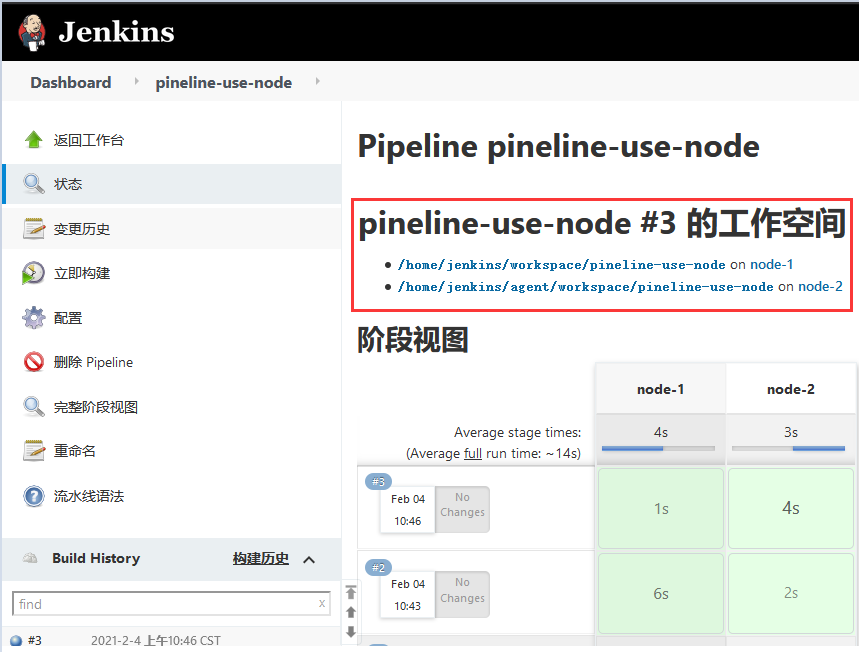 Jenkins
Dashboard
pineline-use-node
返回工作台
状态
变更历史
立即构建
配置
删除 Pipeline
完整阶段视图
重命名
流水线语法
Build History
构建历史
find
x
#3
2021-2-4 上午10:46 CST
Pipeline pineline-use-node
pineline-use-node #3 的工作空间
/home/jenkins/workspace/pineline-use-node on node-1
/home/jenkins/agent/workspace/pineline-use-node on node-2
阶段视图
node-1
node-2
Average stage times:
4s
3s
(Average full run time: ~14s)
#3
Feb 04
10:46
No
Changes
1s
4s
#2
Feb 04
10:43
No
Changes
6s
2s